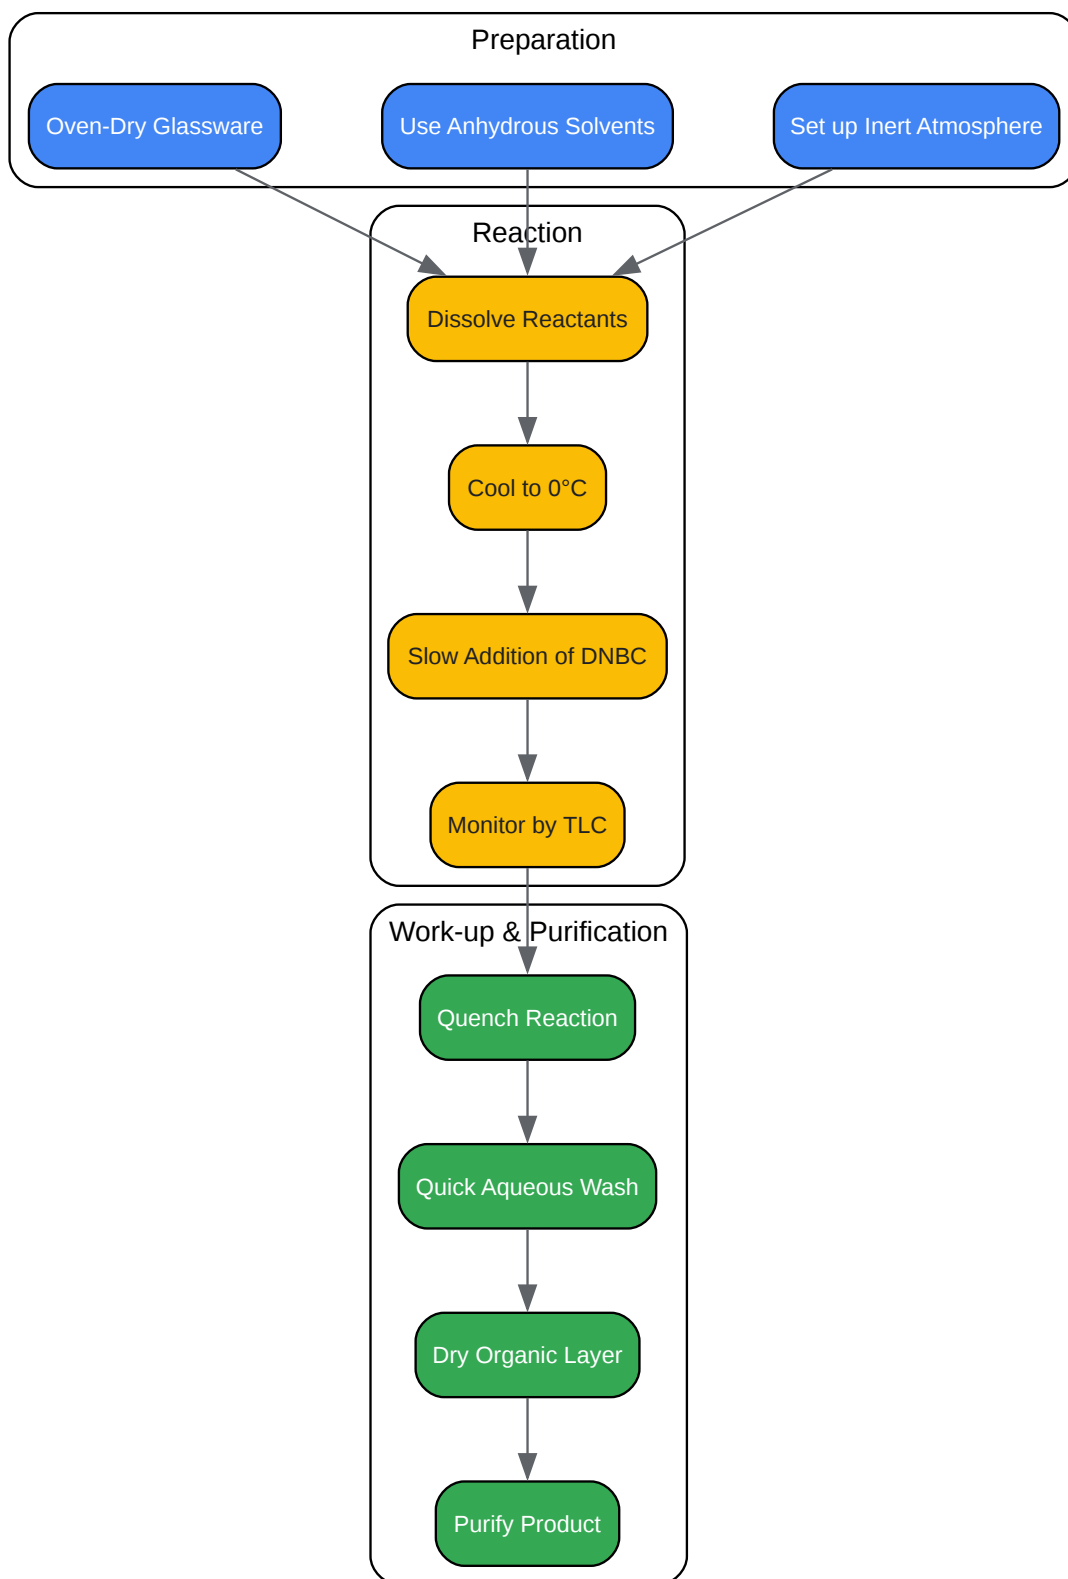 Preparation
Oven-Dry Glassware
Use Anhydrous Solvents
Set up Inert Atmosphere
Reaction
Dissolve Reactants
Cool to 0°C
Slow Addition of DNBC
Monitor by TLC
Work-up & Purification
Quench Reaction
Quick Aqueous Wash
Dry Organic Layer
Purify Product